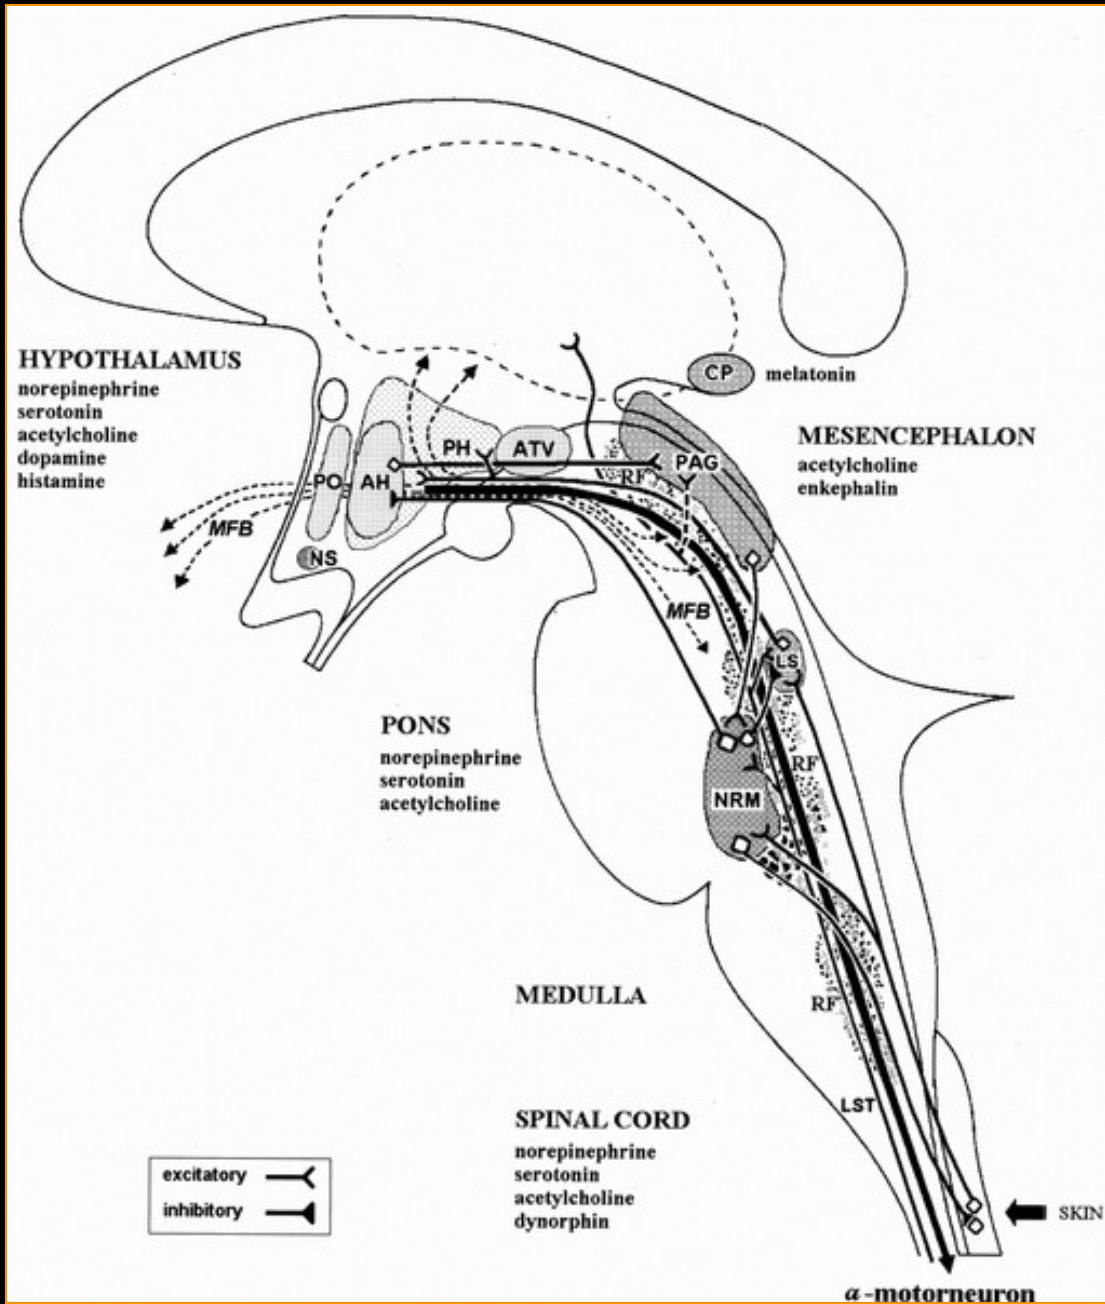 HYPOTHALAMUS
norepinephrine
serotonin
acetylcholine
dopamine
histamine
CP
melatonin
MESENCEPHALON
acetylcholine
enkephalin
PH
ATV
PAG
RF
PO
AH
MFB
NS
MFB
LS
PONS
norepinephrine
serotonin
acetylcholine
RF
NRM
MEDULLA
RF
LST
SPINAL CORD
norepinephrine
serotonin
acetylcholine
dynorphin
excitatory
inhibitory
SKIN
α-motorneuron